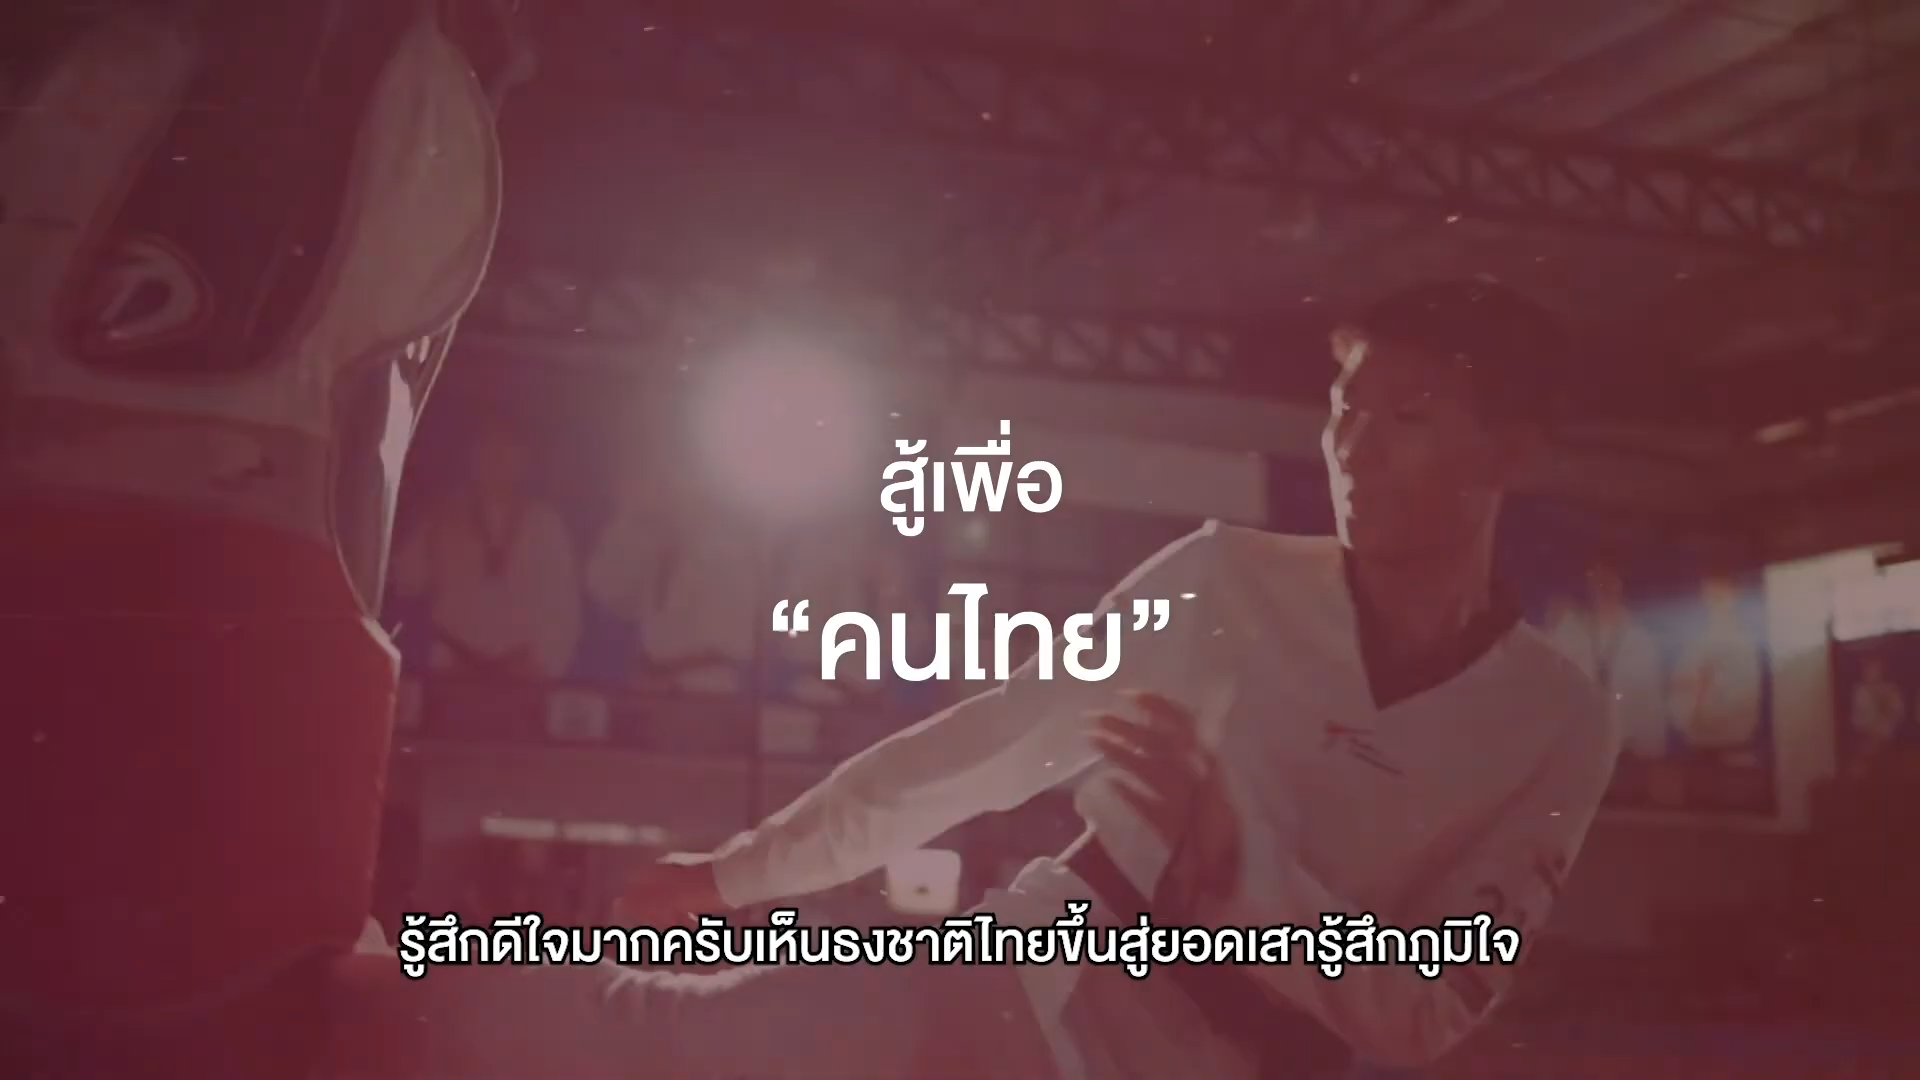 สู้เพื่อ
“คนไทย”
รู้สึกดีใจมากครับเห็นธงชาติไทยขึ้นสู่ยอดเสารู้สึกภูมิใจ